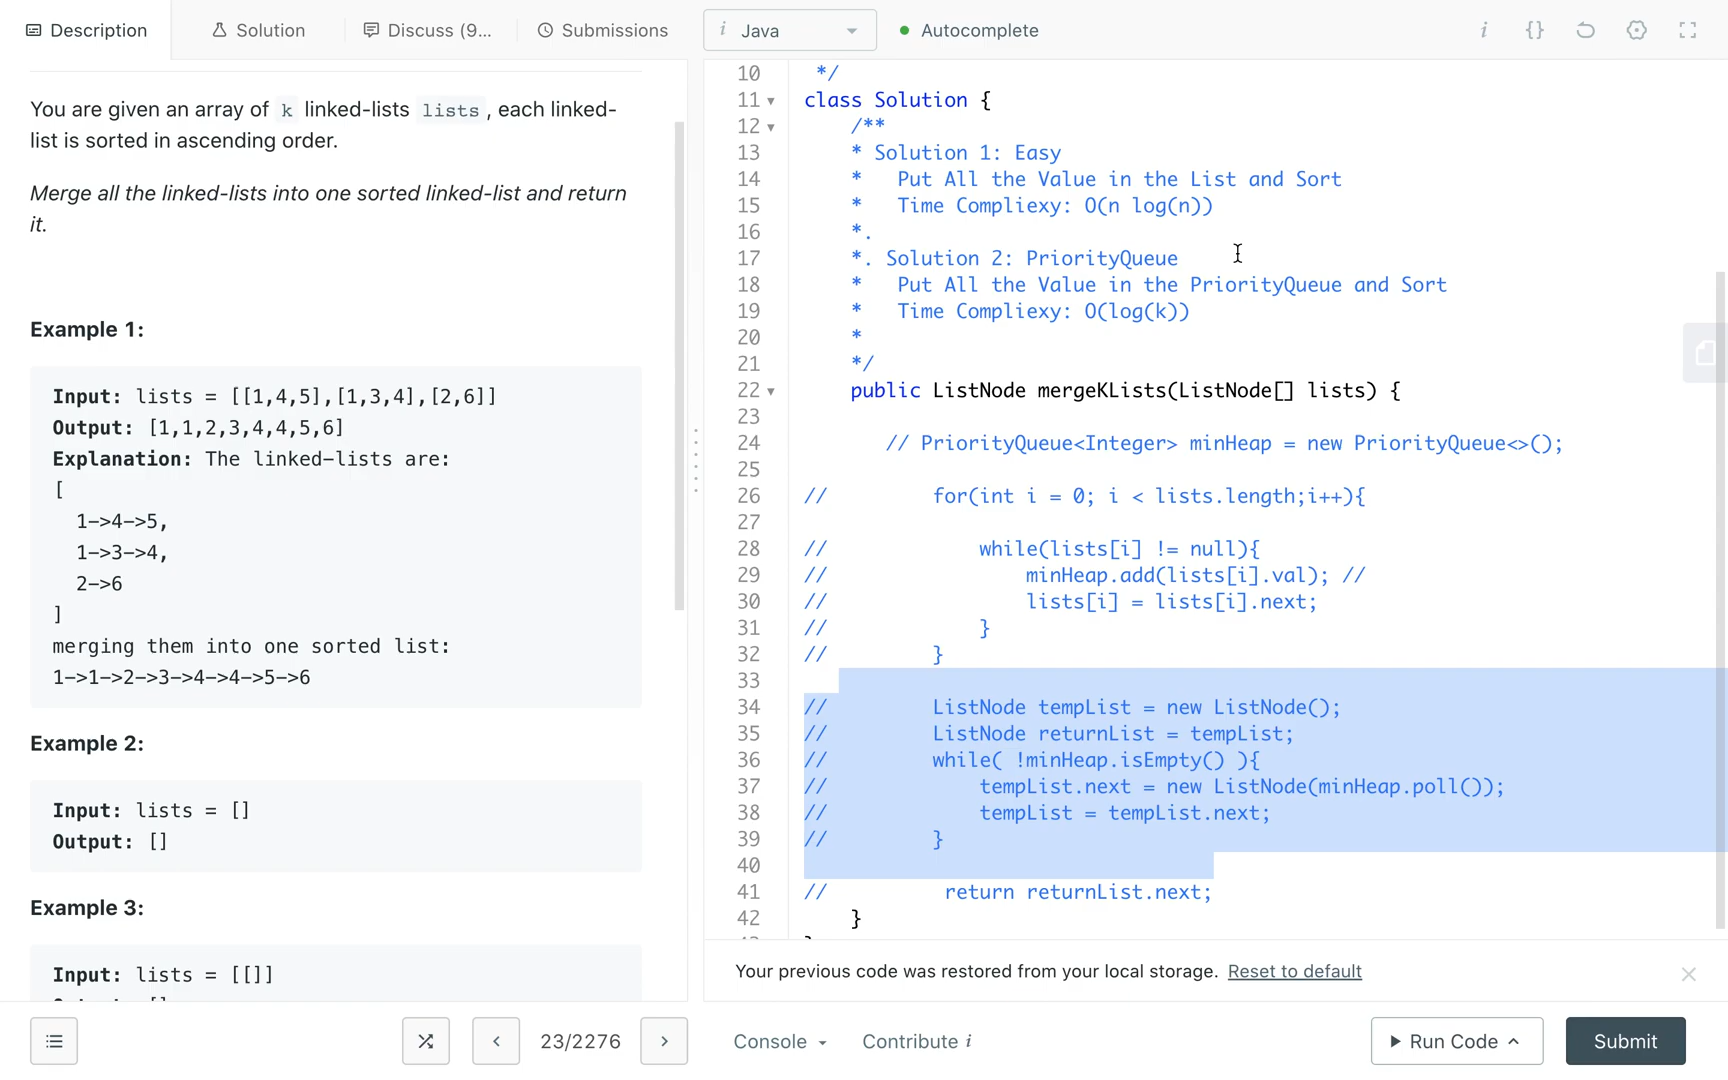 Description
Solution
Discuss (9...
Submissions
i Java
Autocomplete
i {}
You are given an array of k linked-lists lists , each linked-
list is sorted in ascending order.
Merge all the linked-lists into one sorted linked-list and return
it.
Example 1:
Input: lists = [[1,4,5],[1,3,4],[2,6]]
Output: [1,1,2,3,4,4,5,6]
Explanation: The linked-lists are:
[
1->4->5,
1->3->4,
2->6
]
merging them into one sorted list:
1->1->2->3->4->4->5->6
Example 2:
Input: lists = []
Output: []
Example 3:
Input: lists = [[]]
10 */
11 class Solution {
12 /**
13 * Solution 1: Easy
14 * Put All the Value in the List and Sort
15 * Time Compliexy: O(n log(n))
16 *.
17 *. Solution 2: PriorityQueue
18 * Put All the Value in the PriorityQueue and Sort
19 * Time Compliexy: O(log(k))
20 *
21 */
22 public ListNode mergeKLists(ListNode[] lists) {
23
24 // PriorityQueue<Integer> minHeap = new PriorityQueue<>();
25
26 // for(int i = 0; i < lists.length;i++){
27
28 // while(lists[i] != null){
29 // minHeap.add(lists[i].val); //
30 // lists[i] = lists[i].next;
31 // }
32 // }
33
34 // ListNode tempList = new ListNode();
35 // ListNode returnList = tempList;
36 // while( !minHeap.isEmpty() ){
37 // tempList.next = new ListNode(minHeap.poll());
38 // tempList = tempList.next;
39 // }
40
41 // return returnList.next;
42 }
Your previous code was restored from your local storage. Reset to default
23/2276
Console
Contribute i
Run Code
Submit